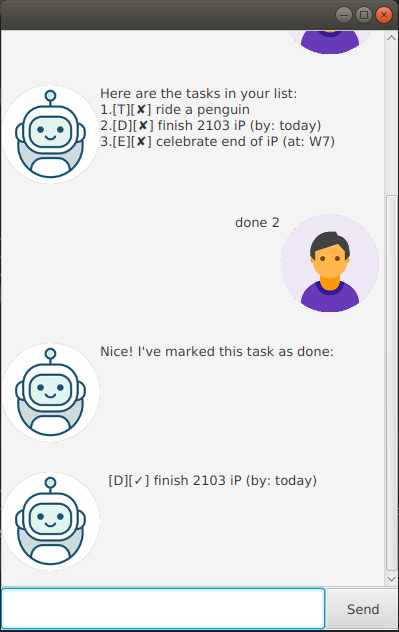 Here are the tasks in your list:
1.[T][✘] ride a penguin
2.[D][✘] finish 2103 iP (by: today)
3.[E][✘] celebrate end of iP (at: W7)
done 2
Nice! I've marked this task as done:
[D][✓] finish 2103 iP (by: today)
Send